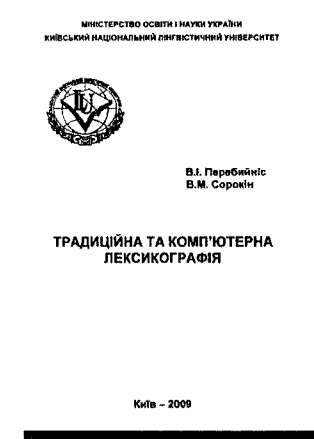 МІНІСТЕРСТВО ОСВІТИ І НАУКИ УКРАЇНИ
КИЇВСЬКИЙ НАЦІОНАЛЬНИЙ ЛІНГВІСТИЧНИЙ УНІВЕРСИТЕТ
В.І. Перебийніс
В.М. Сорокін
ТРАДИЦІЙНА ТА КОМП'ЮТЕРНА
ЛЕКСИКОГРАФІЯ
Київ – 2009